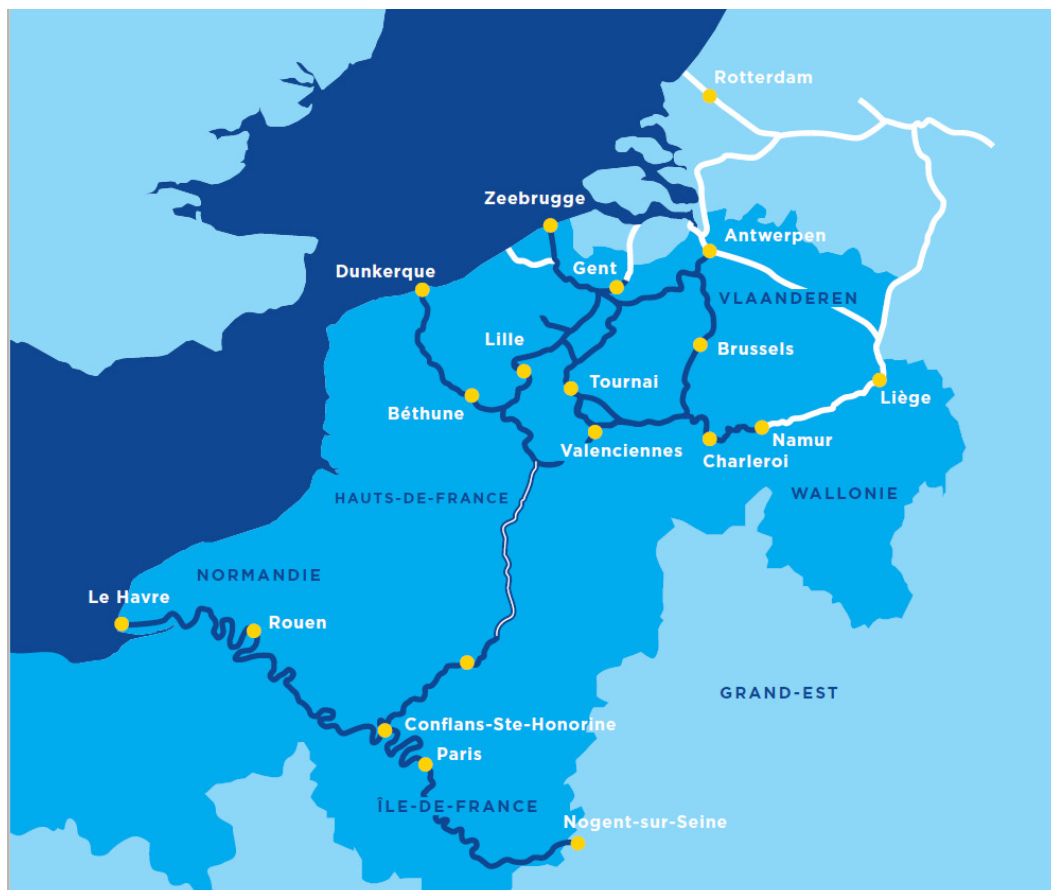 Rotterdam
Zeebrugge
Antwerpen
Dunkerque
Gent
VLAANDEREN
Lille
Brussels
Tournai
Liège
Béthune
Valenciennes
Namur
Charleroi
HAUTS-DE-FRANCE
WALLONIE
NORMANDIE
Le Havre
Rouen
GRAND-EST
Conflans-Ste-Honorine
Paris
ÎLE-DE-FRANCE
Nogent-sur-Seine